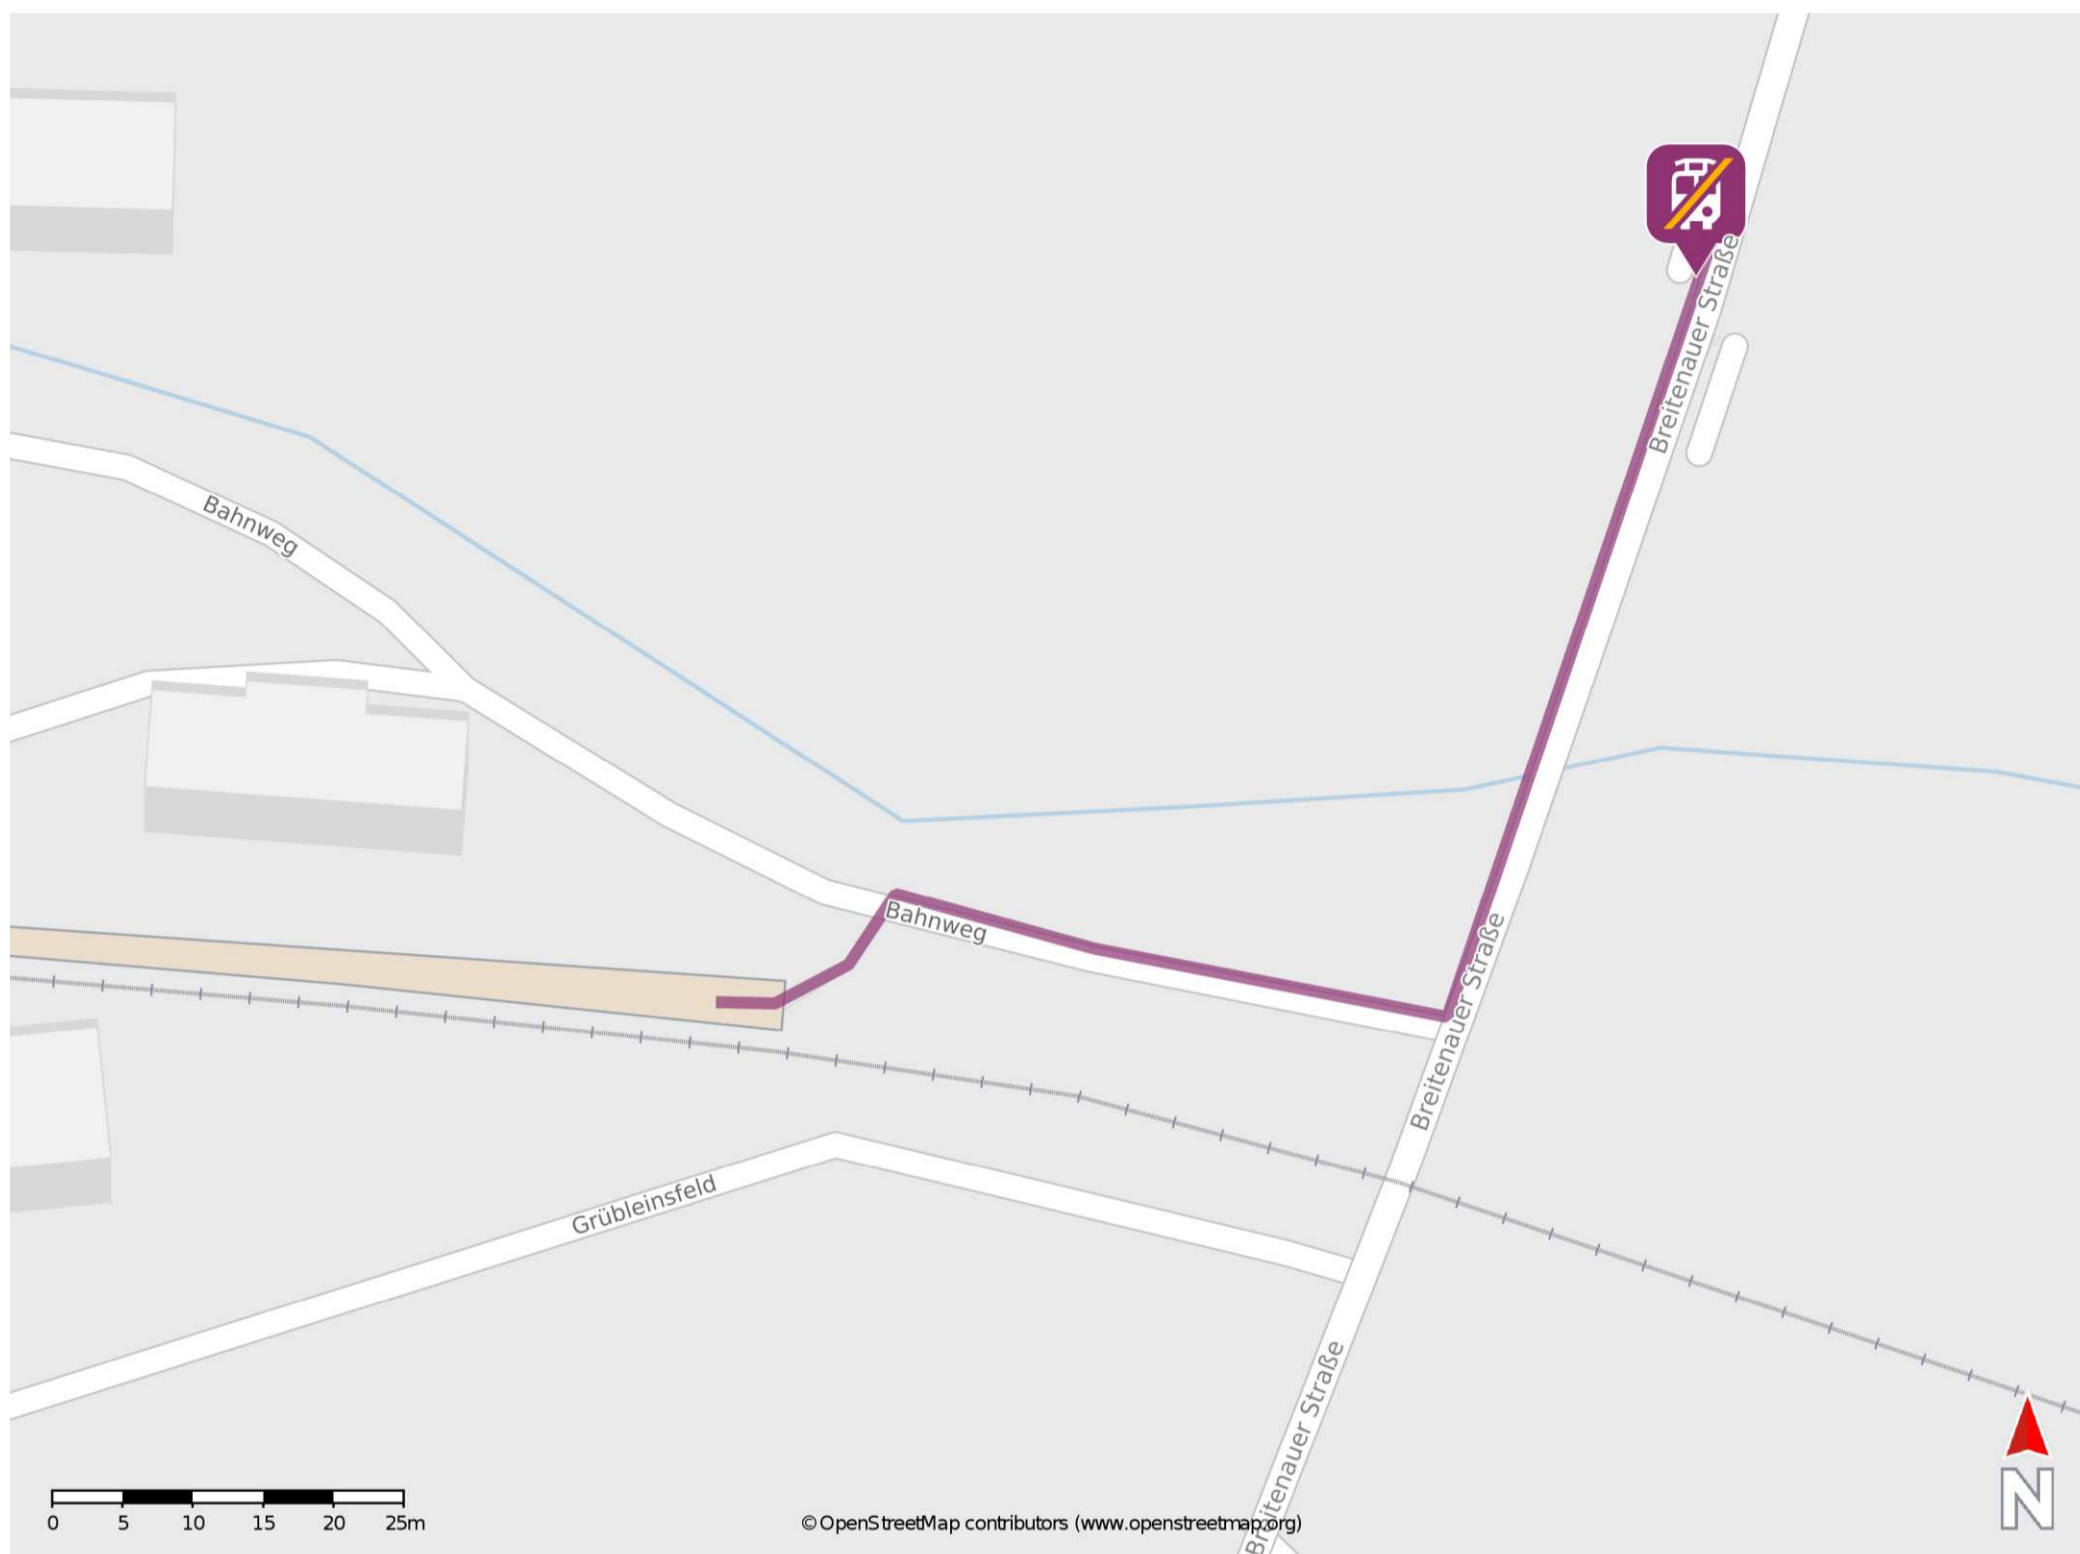 Breitenauer Straße
Bahnweg
Bahnweg
Breitenauer Straße
Grübleinsfeld
Breitenauer Straße
0 5 10 15 20 25m
©OpenStreetMap contributors (www.openstreetmap.org)
N